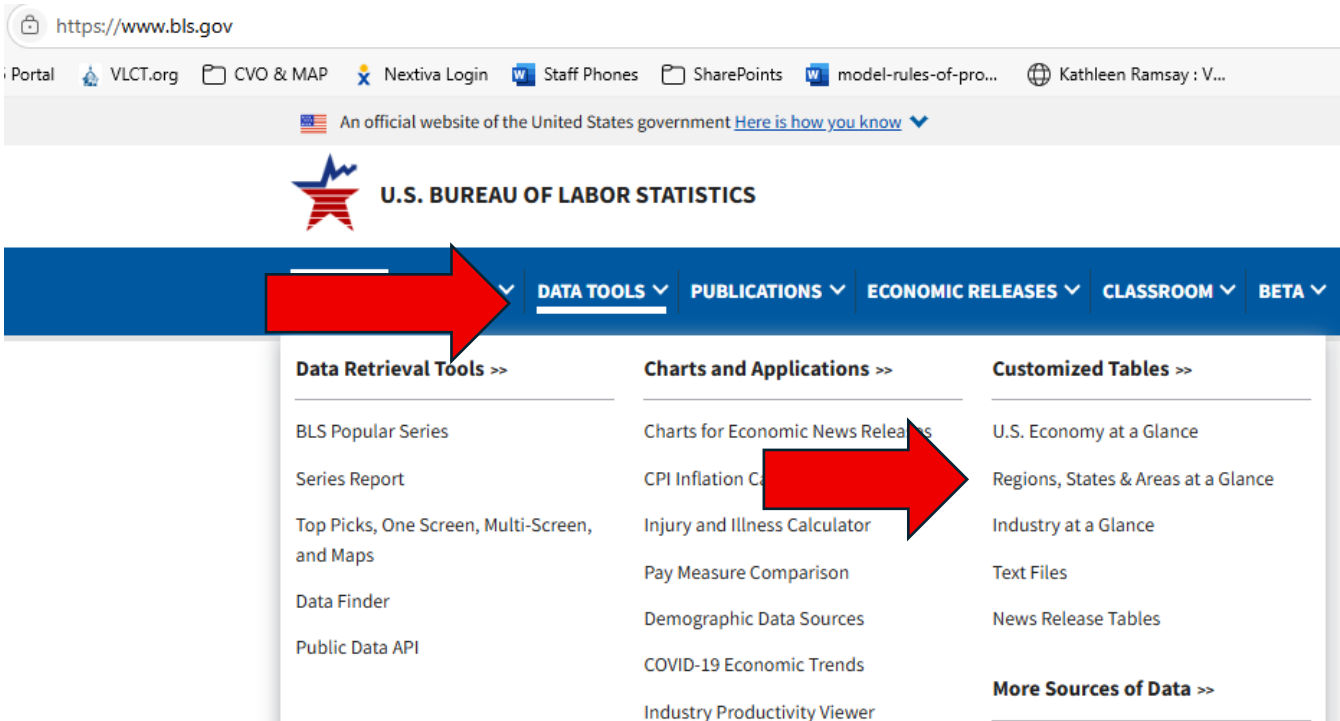 https://www.bls.gov
Portal VLCT.org CVO & MAP Nextiva Login Staff Phones SharePoints model-rules-of-pro... Kathleen Ramsay : V...
An official website of the United States government Here is how you know
U.S. BUREAU OF LABOR STATISTICS
DATA TOOLS PUBLICATIONS ECONOMIC RELEASES CLASSROOM BETA
Data Retrieval Tools >>
BLS Popular Series
Series Report
Top Picks, One Screen, Multi-Screen,
and Maps
Data Finder
Public Data API
Charts and Applications >>
Charts for Economic News Releases
CPI Inflation
Injury and Illness Calculator
Pay Measure Comparison
Demographic Data Sources
COVID-19 Economic Trends
Industry Productivity Viewer
Customized Tables >>
U.S. Economy at a Glance
Regions, States & Areas at a Glance
Industry at a Glance
Text Files
News Release Tables
More Sources of Data >>